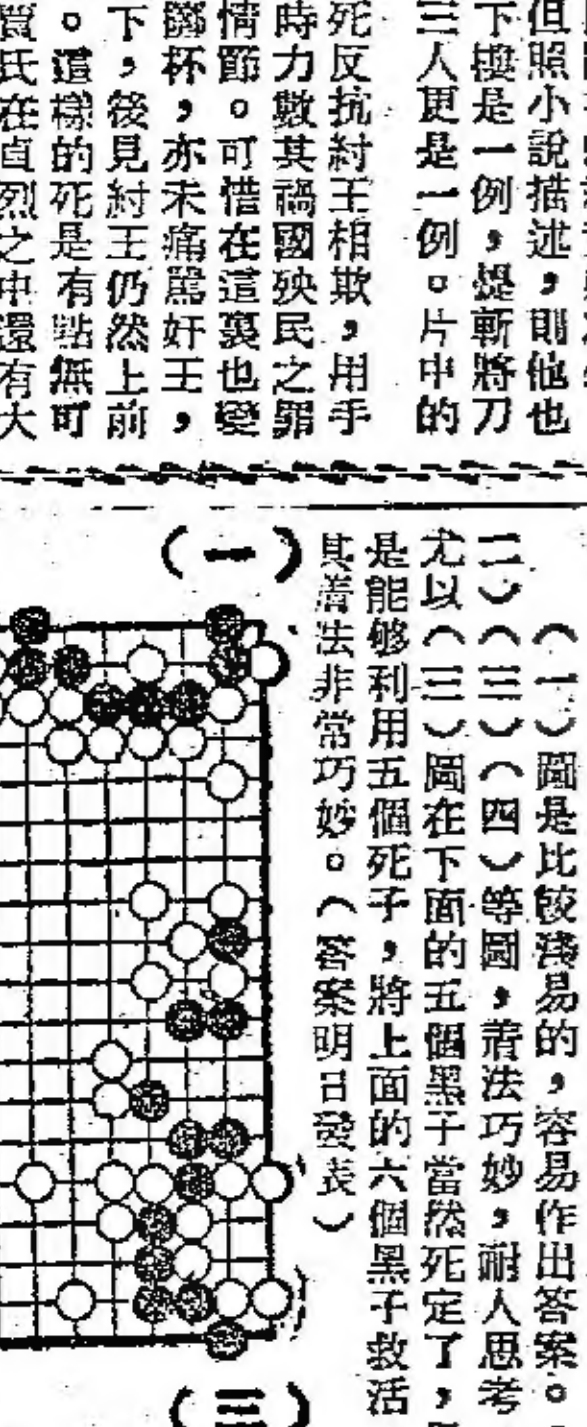 但照小說描述，則他也
下樓是一例，提斬將刀
三人更是一例。片中的
死反抗紂王相欺，用手
時力數其禍國殃民之罪
情節。可惜在這裏也變
擲杯，亦未痛罵奸王，
下，後見紂王仍然上前
。這樣的死是有點無可
氏在貞烈之中還有大
（一）圖是比較淺易的，容易作出答案。
二）（三）（四）等圖，着法巧妙，耐人思考
尤以（三）圖在下面的五個黑子當然死定了，
是能够利用五個死子，將上面的六個黑子救活
其着法非常巧妙。（答案明日發表）
（一）
（三）